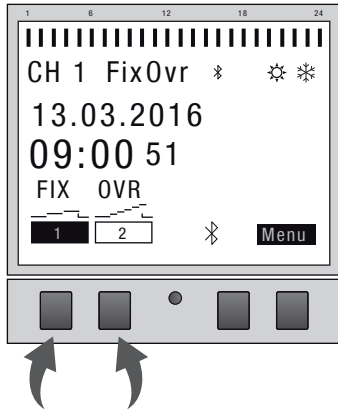 1 6 12 18 24
CH 1 FixOvr
13.03.2016
09:00 51
FIX OVR
1 2 Menu